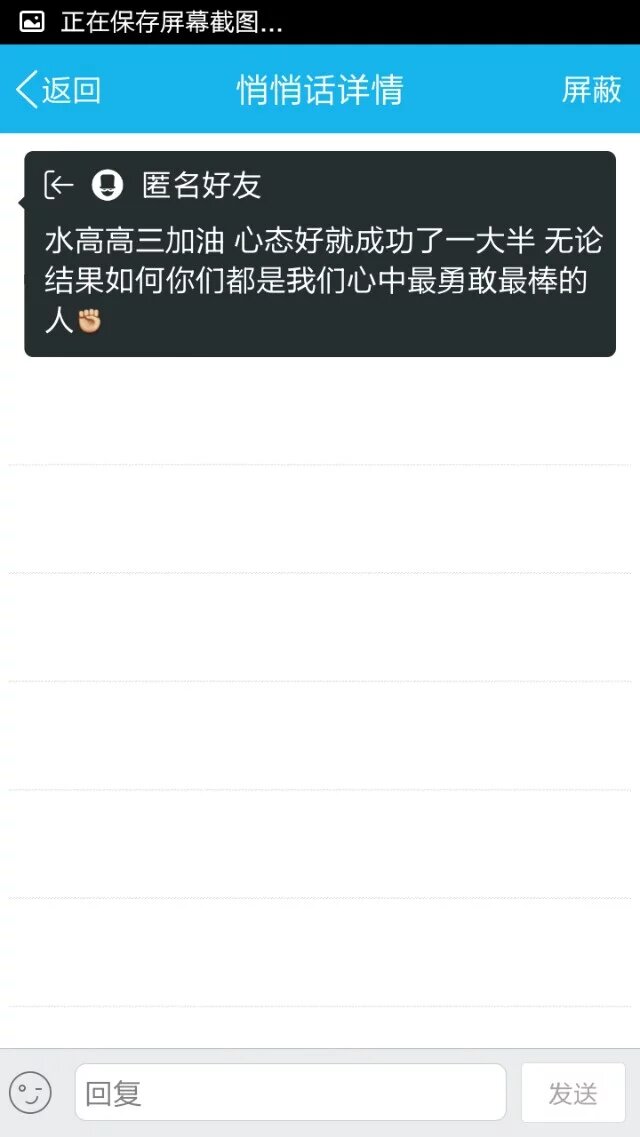 正在保存屏幕截图...
返回 悄悄话详情 屏蔽
匿名好友
水高高三加油 心态好就成功了一大半 无论
结果如何你们都是我们心中最勇敢最棒的
人✊
回复 发送